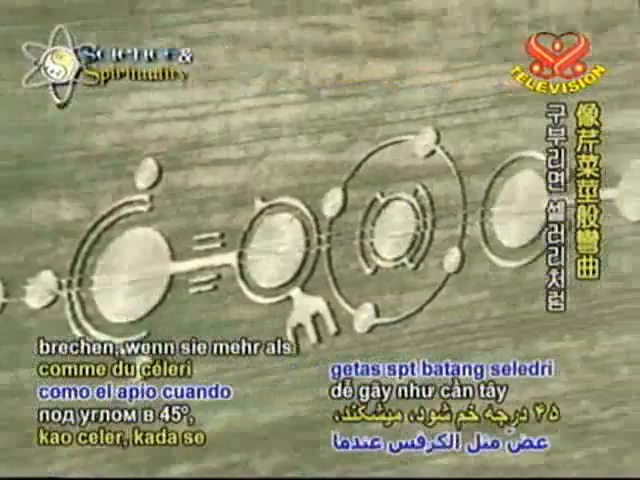 SCIENCE &
Spirituality
TELEVISION
像芹菜莖般彎曲
구부리면 셀러리처럼
brechen, wenn sie mehr als
comme du céleri
como el apio cuando
под углом в 45°,
kao celer, kada se
getas spt batang seledri
dễ gãy như cần tây
۴۵ درجه خم شود، میشکند،
غضّ مثل الكرفس عندما